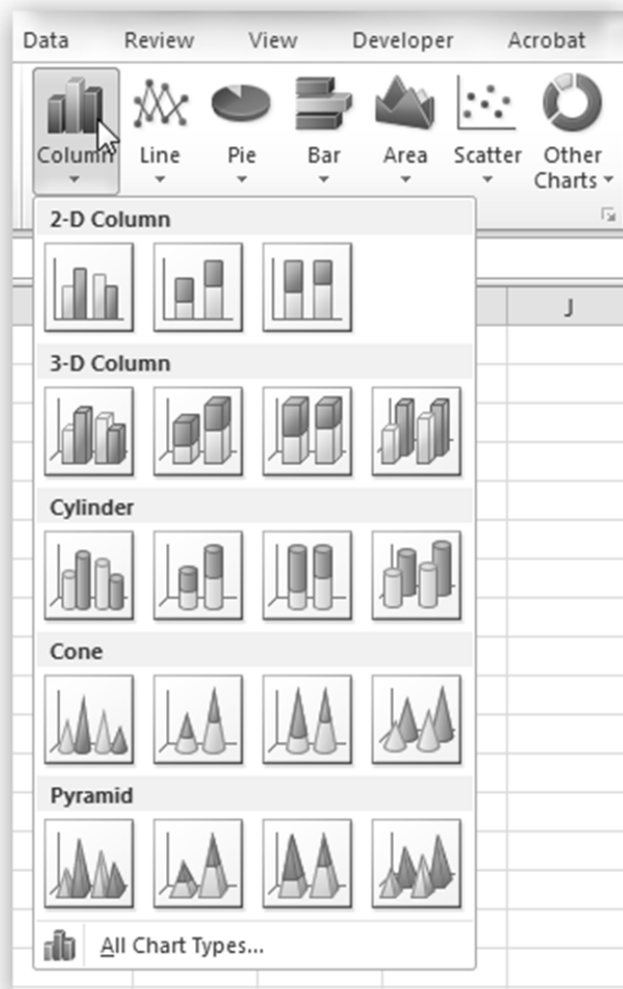 Data Review View Developer Acrobat
Column Line Pie Bar Area Scatter Other Charts
2-D Column
J
3-D Column
Cylinder
Cone
Pyramid
All Chart Types...